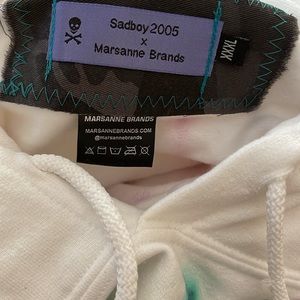 Sadboy2005
x
Marsanne Brands
XXXL
MARSANNE BRANDS
MARSANNEBRANDS.COM
@marsannebrands